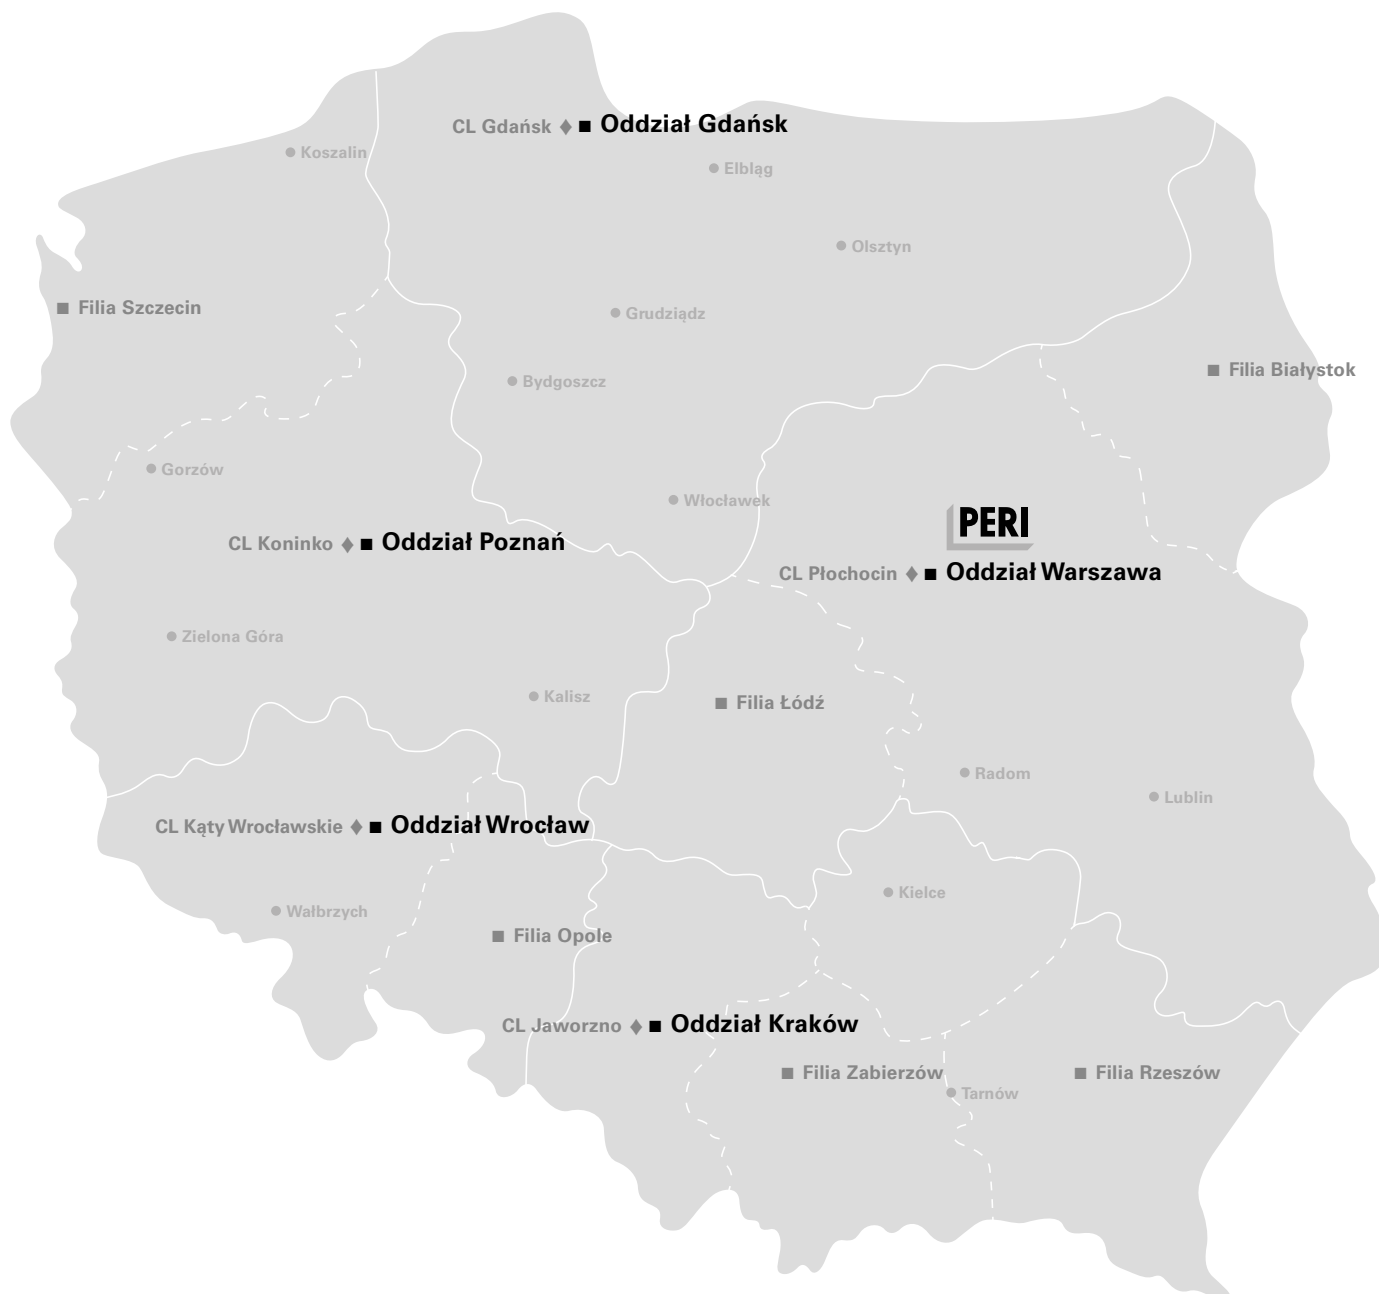 CL Gdańsk ♦ ■ Oddział Gdańsk
Koszalin
Elbląg
Olsztyn
Filia Szczecin
Grudziądz
Filia Białystok
Bydgoszcz
Gorzów
Włocławek
PERI
CL Koninko ♦ ■ Oddział Poznań
CL Płochocin ♦ ■ Oddział Warszawa
Zielona Góra
Kalisz
Filia Łódź
Radom
Lublin
CL Kąty Wrocławskie ♦ ■ Oddział Wrocław
Kielce
Wałbrzych
Filia Opole
CL Jaworzno ♦ ■ Oddział Kraków
Filia Zabierzów
Filia Rzeszów
Tarnów